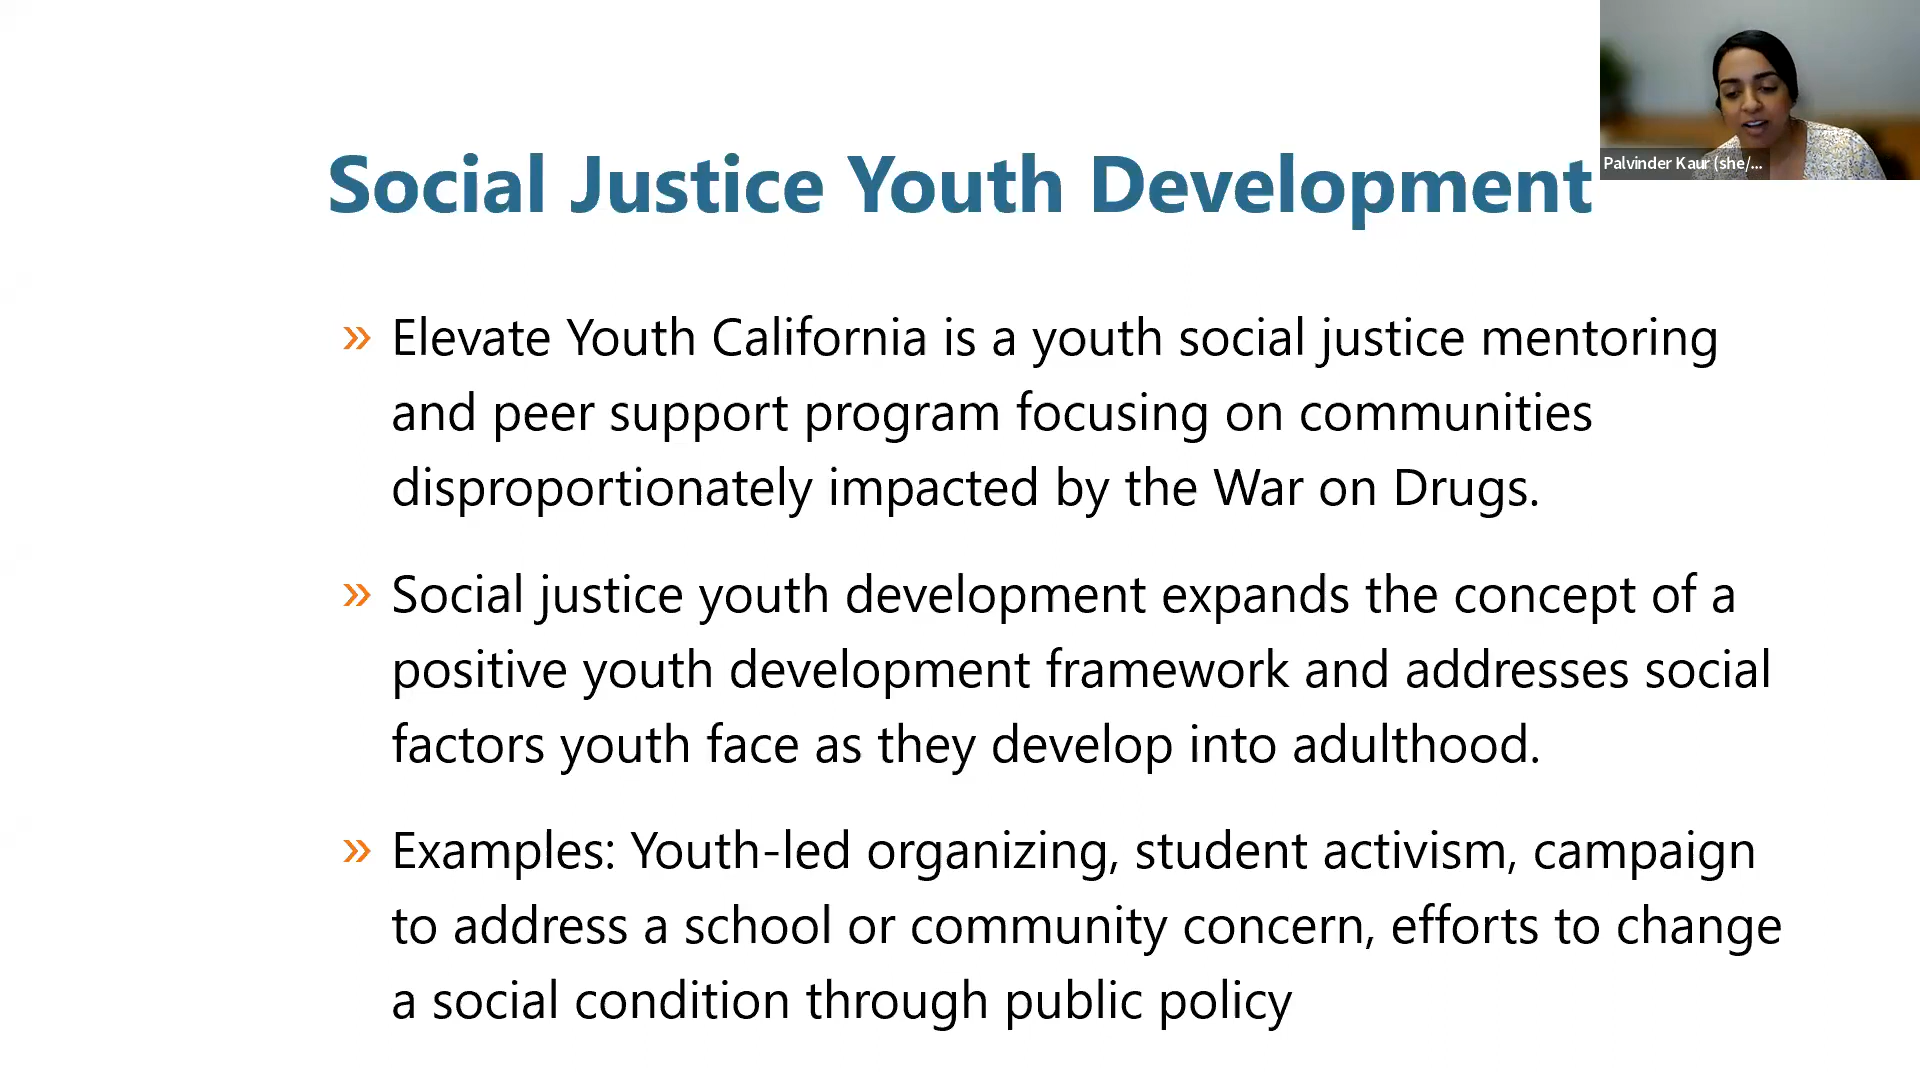 Social Justice Youth Development
Palvinder Kaur (she/...
» Elevate Youth California is a youth social justice mentoring
and peer support program focusing on communities
disproportionately impacted by the War on Drugs.
» Social justice youth development expands the concept of a
positive youth development framework and addresses social
factors youth face as they develop into adulthood.
» Examples: Youth-led organizing, student activism, campaign
to address a school or community concern, efforts to change
a social condition through public policy